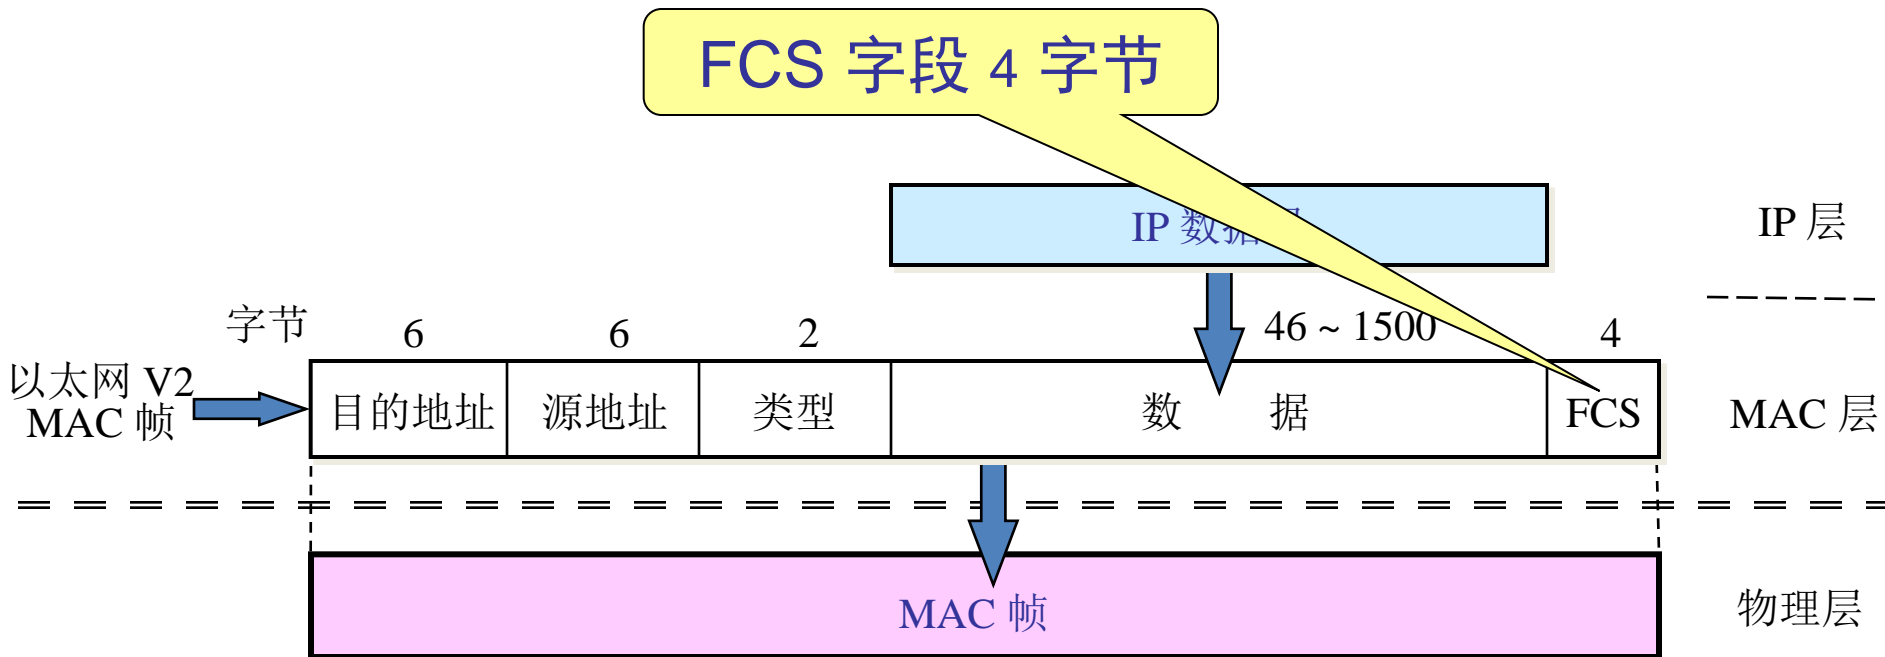 FCS 字段 4 字节
IP 数据
IP 层
字节
6
6
2
46 ~ 1500
4
以太网 V2
MAC 帧
目的地址
源地址
类型
数 据
FCS
MAC 层
MAC 帧
物理层